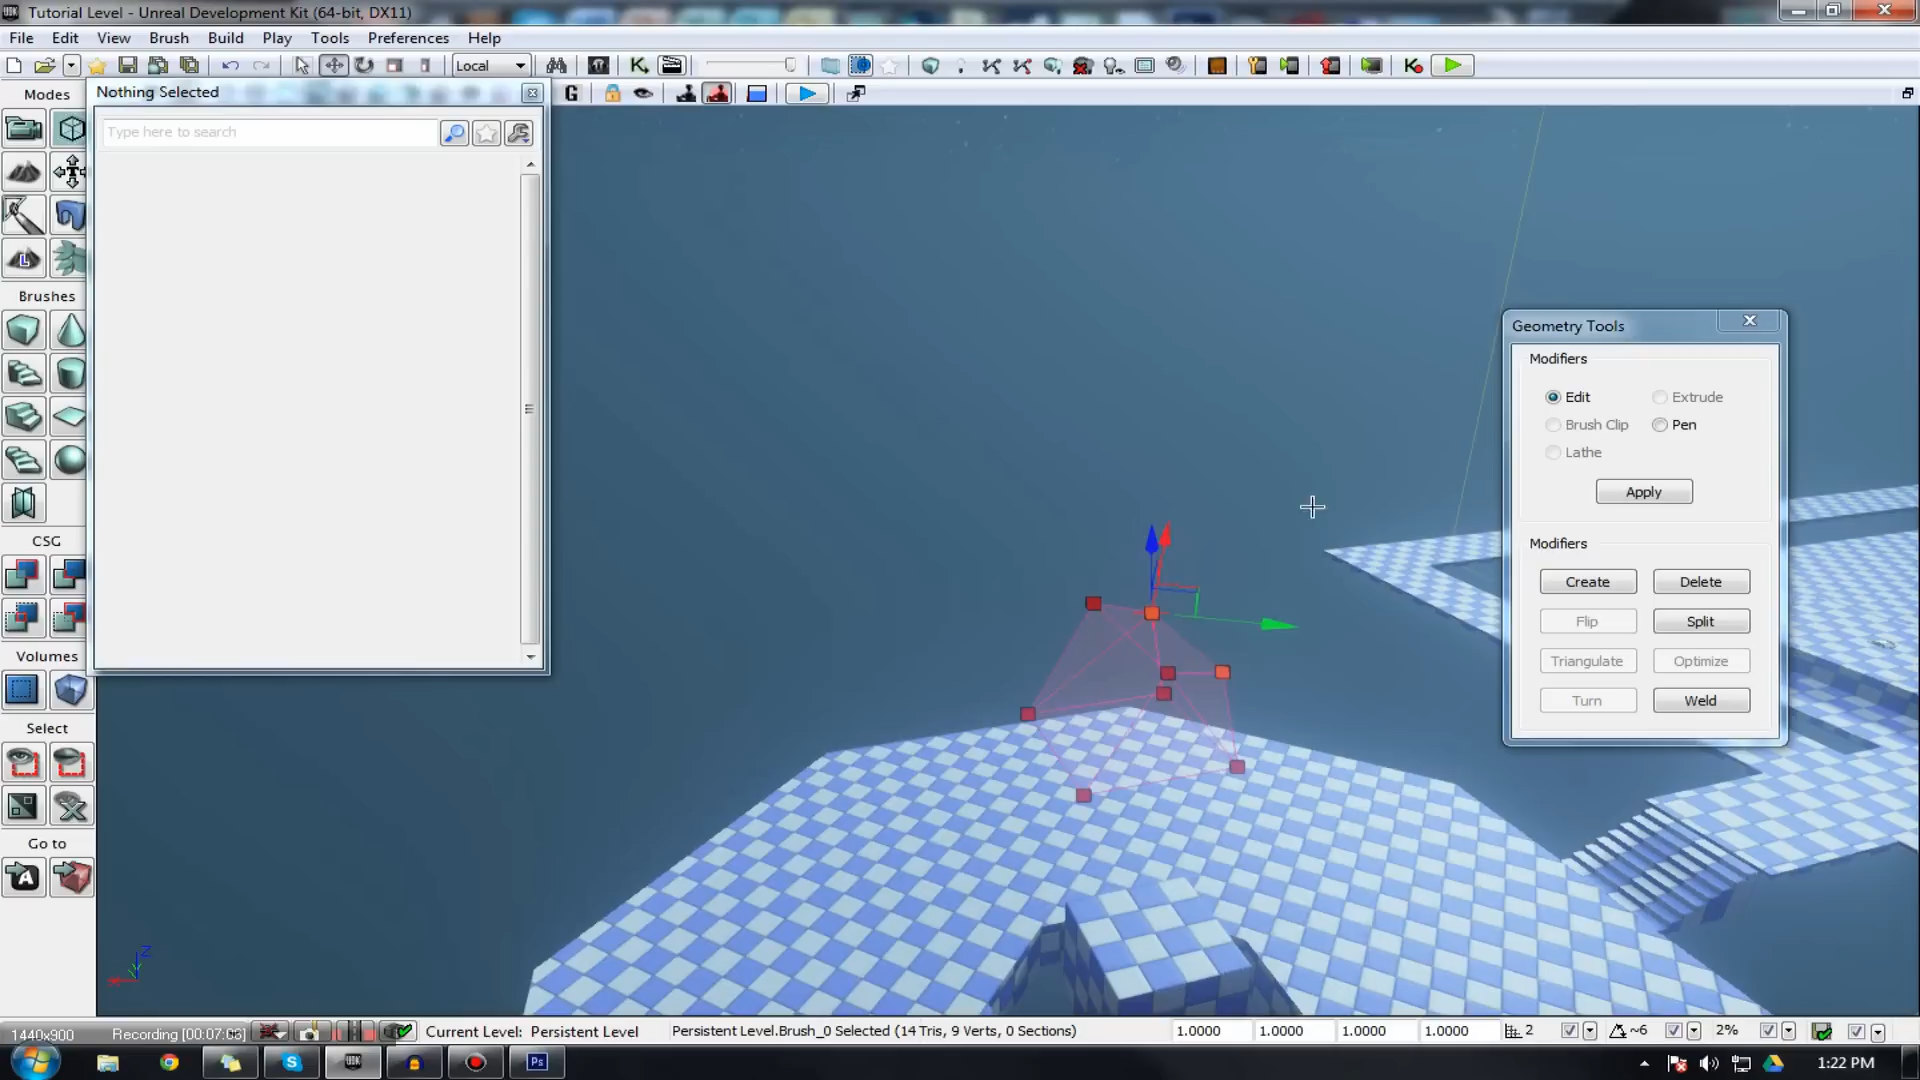 Tutorial Level - Unreal Development Kit (64-bit, DX11)
File Edit View Brush Build Play Tools Preferences Help
Local
Modes
Nothing Selected
G
Type here to search
L
Brushes
CSG
Volumes
Select
Go to
A
Geometry Tools
Modifiers
Edit Extrude
Brush Clip Pen
Lathe
Apply
Modifiers
Create Delete
Flip Split
Triangulate Optimize
Turn Weld
Z
1440x900 Recording [00:07:06] Current Level: Persistent Level Persistent Level.Brush_0 Selected (14 Tris, 9 Verts, 0 Sections) 1.0000 1.0000 1.0000 1.0000 2 ~6 2%
S UDK Ps 1:22 PM